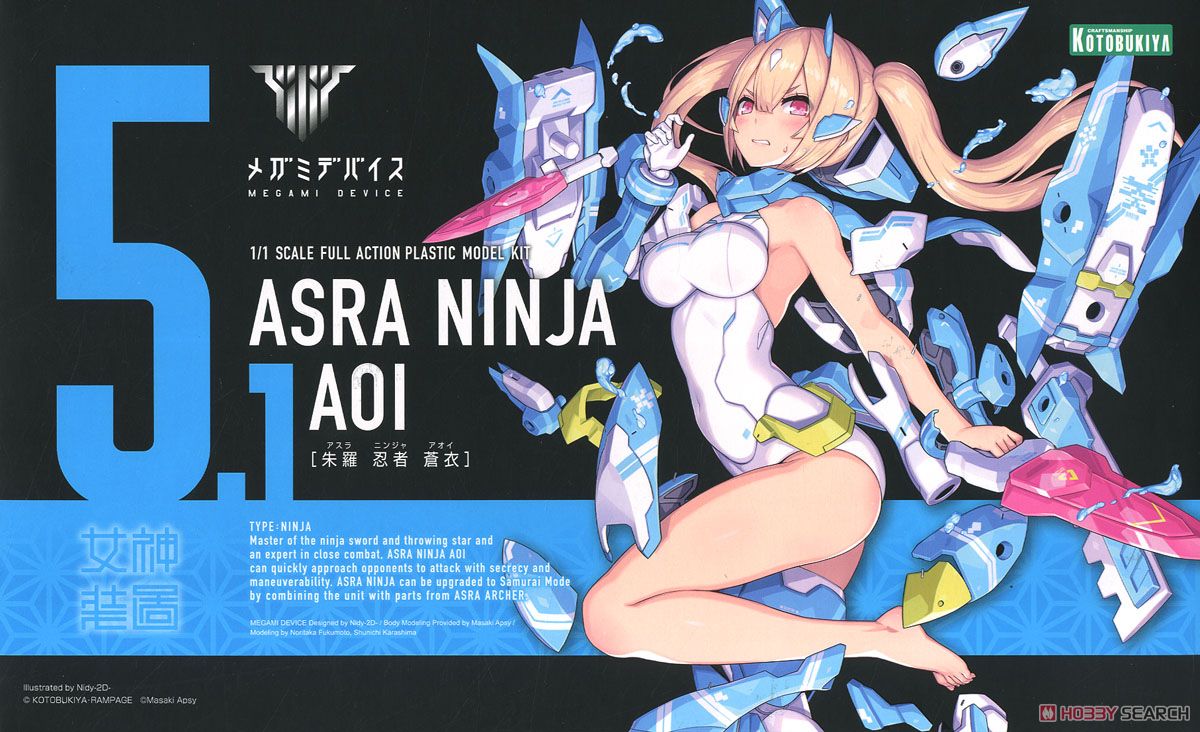 CRAFTSMANSHIP
KOTOBUKIYA
メガミデバイス
MEGAMI DEVICE
1/1 SCALE FULL ACTION PLASTIC MODEL KIT
5.1
ASRA NINJA
AOI
アスラ ニンジャ アオイ
[朱羅 忍者 蒼衣]
女神
装置
TYPE:NINJA
Master of the ninja sword and throwing star and
an expert in close combat, ASRA NINJA AOI
can quickly approach opponents to attack with secrecy and
maneuverability. ASRA NINJA can be upgraded to Samurai Mode
by combining the unit with parts from ASRA ARCHER.
MEGAMI DEVICE Designed by Nidy-2D- / Body Modeling Provided by Masaki Apsy /
Modeling by Noritaka Fukumoto, Shunichi Karashima
Illustrated by Nidy-2D-
© KOTOBUKIYA·RAMPAGE ©Masaki Apsy
HOBBY SEARCH